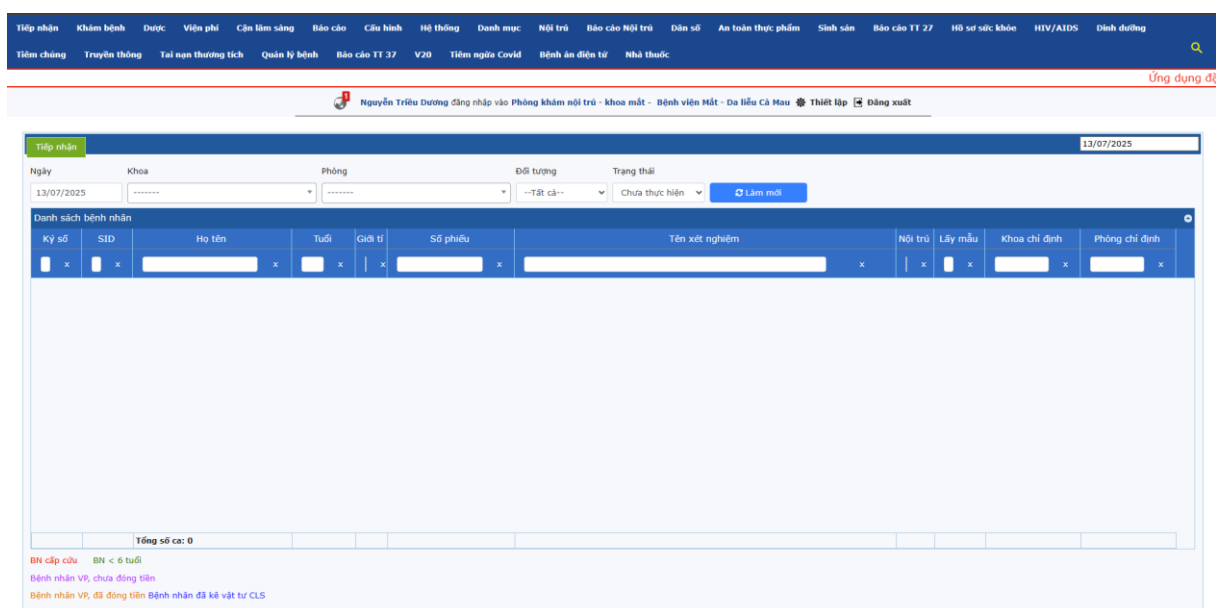 Tiếp nhận Khám bệnh Dược Viện phí Cận lâm sàng Báo cáo Cấu hình Hệ thống Danh mục Nội trú Báo cáo Nội trú Dân số An toàn thực phẩm Sinh sản Báo cáo TT 27 Hồ sơ sức khỏe HIV/AIDS Dinh dưỡng
Tiêm chủng Truyền thông Tai nạn thương tích Quản lý bệnh Báo cáo TT 37 V20 Tiêm ngừa Covid Bệnh án điện tử Nhà thuốc
Ứng dụng
1 Nguyễn Triều Dương đăng nhập vào Phòng khám nội trú - khoa mắt - Bệnh viện Mắt - Da liễu Cà Mau Thiết lập Đăng xuất
Tiếp nhận 13/07/2025
Ngày Khoa Phòng Đối tượng Trạng thái
13/07/2025 ------- ------- --Tất cả-- Chưa thực hiện Làm mới
Danh sách bệnh nhân
Ký số SID Họ tên Tuổi Giới tí Số phiếu Tên xét nghiệm Nội trú Lấy mẫu Khoa chỉ định Phòng chỉ định
x x x x x x x x x x x
Tổng số ca: 0
BN cấp cứu BN < 6 tuổi
Bệnh nhân VP, chưa đóng tiền
Bệnh nhân VP, đã đóng tiền Bệnh nhân đã kê vật tư CLS